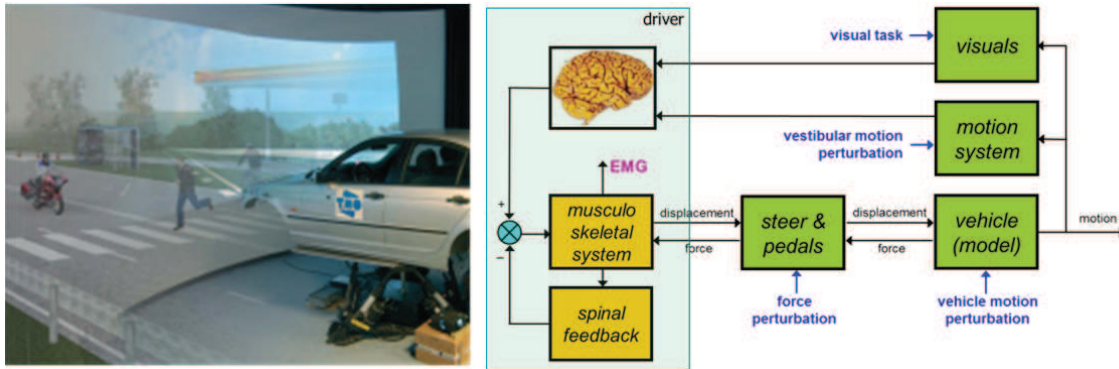 TNO
driver
visual task
visuals
vestibular motion
perturbation
motion
system
EMG
+
−
musculo
skeletal
system
displacement
force
steer &
pedals
displacement
force
vehicle
(model)
motion
spinal
feedback
force
perturbation
vehicle motion
perturbation